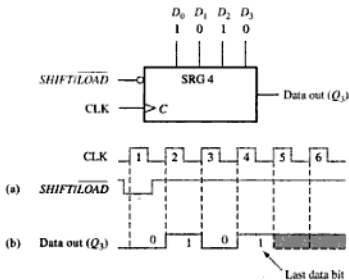 D0 D1 D2 D3
1 0 1 0
SHIFT/LOAD
SRG 4
Data out (Q3)
CLK
C
CLK 1 2 3 4 5 6
(a) SHIFT/LOAD
(b) Data out (Q3) 0 1 0 1
Last data bit